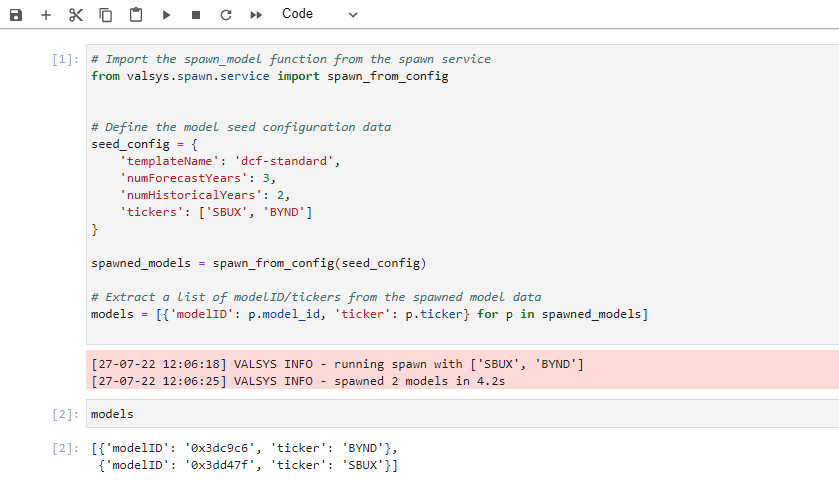 Code
[1]: # Import the spawn_model function from the spawn service
from valsys.spawn.service import spawn_from_config
# Define the model seed configuration data
seed_config = {
    'templateName': 'dcf-standard',
    'numForecastYears': 3,
    'numHistoricalYears': 2,
    'tickers': ['SBUX', 'BYND']
}
spawned_models = spawn_from_config(seed_config)
# Extract a list of modelID/tickers from the spawned model data
models = [{'modelID': p.model_id, 'ticker': p.ticker} for p in spawned_models]
[27-07-22 12:06:18] VALSYS INFO - running spawn with ['SBUX', 'BYND']
[27-07-22 12:06:25] VALSYS INFO - spawned 2 models in 4.2s
[2]: models
[2]: [{'modelID': '0x3dc9c6', 'ticker': 'BYND'},
 {'modelID': '0x3dd47f', 'ticker': 'SBUX'}]